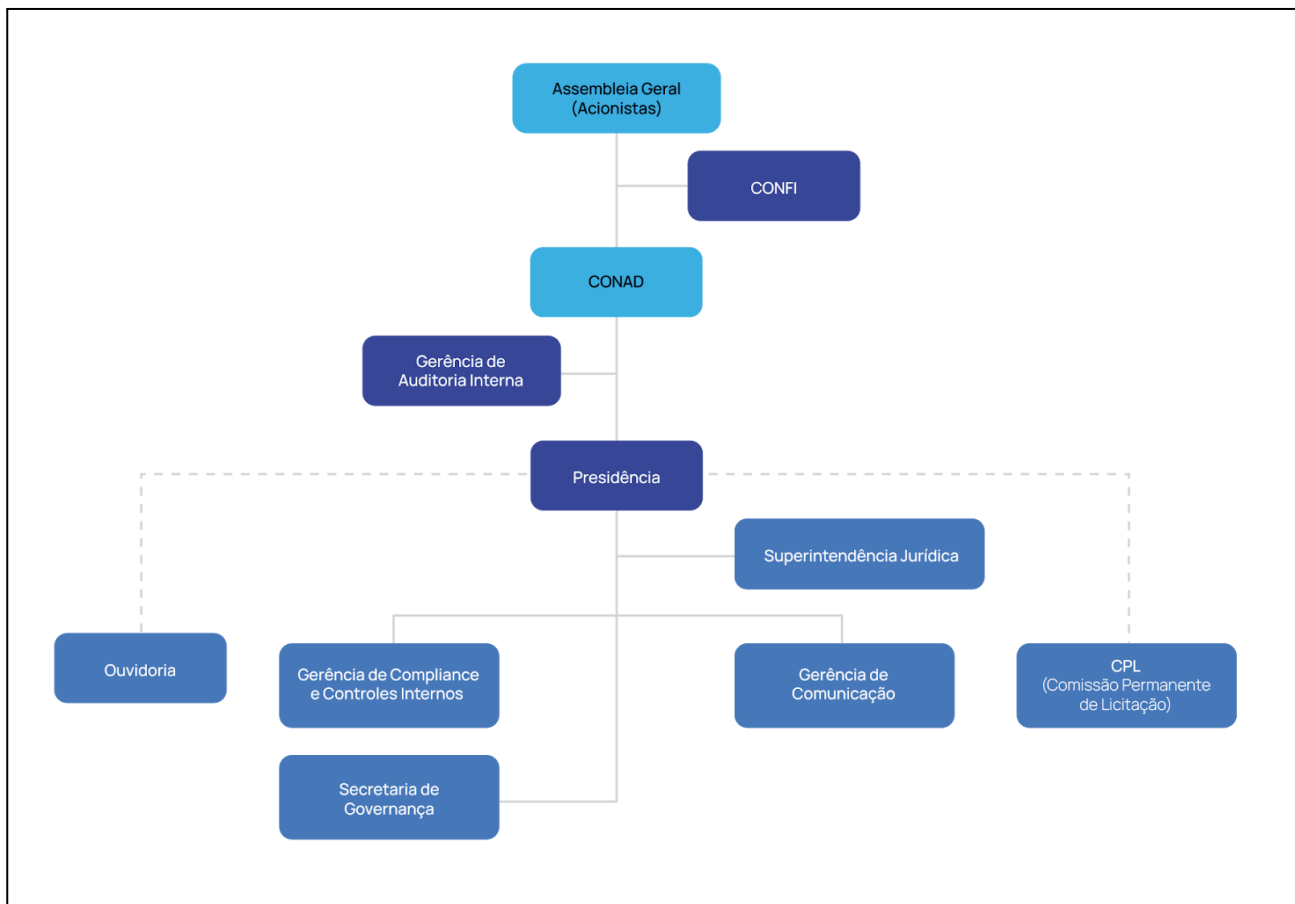 Assembleia Geral
(Acionistas)
CONFI
CONAD
Gerência de
Auditoria Interna
Presidência
Superintendência Jurídica
Ouvidoria
Gerência de Compliance
e Controles Internos
Gerência de
Comunicação
CPL
(Comissão Permanente
de Licitação)
Secretaria de
Governança